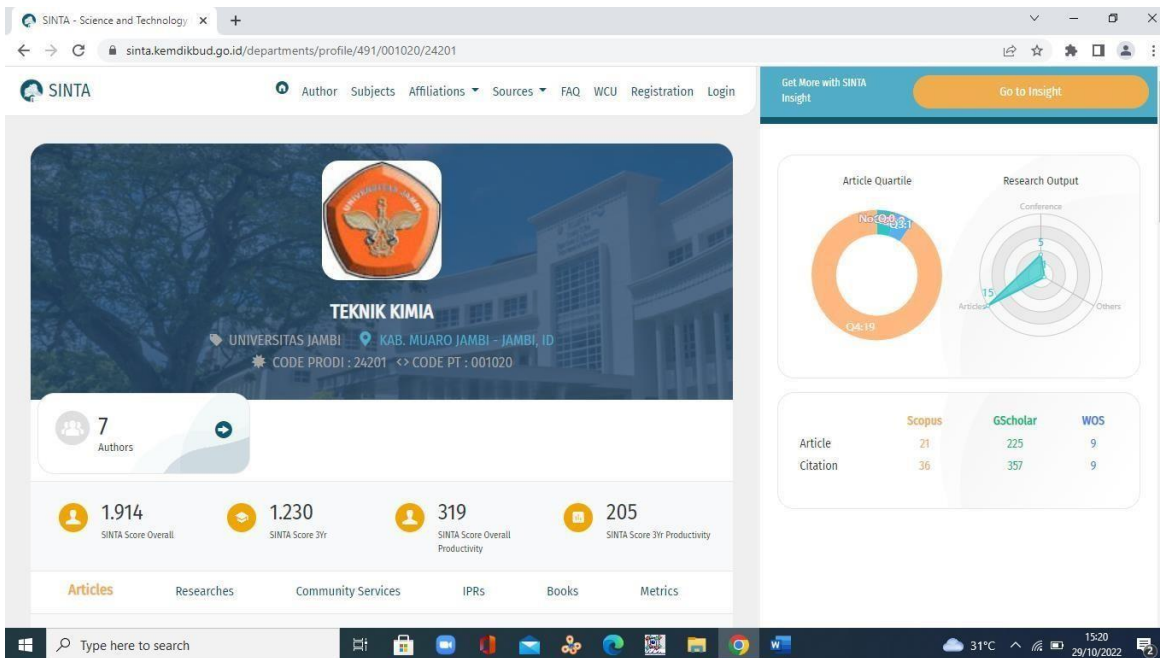 SINTA - Science and Technology
sinta.kemdikbud.go.id/departments/profile/491/001020/24201
SINTA
Author Subjects Affiliations Sources FAQ WCU Registration Login
Get More with SINTA
Insight
Go to Insight
UNIVERSITAS JAMBI
TEKNIK KIMIA
UNIVERSITAS JAMBI KAB. MUARO JAMBI - JAMBI, ID
CODE PRODI : 24201 <> CODE PT : 001020
7
Authors
1.914
SINTA Score Overall
1.230
SINTA Score 3Yr
319
SINTA Score Overall
Productivity
205
SINTA Score 3Yr Productivity
Articles Researches Community Services IPRs Books Metrics
Article Quartile
Q3:1
Q4:19
Research Output
Conference
5
15
Articles
Others
Scopus GScholar WOS
Article 21 225 9
Citation 36 357 9
Type here to search
31°C
15:20
29/10/2022